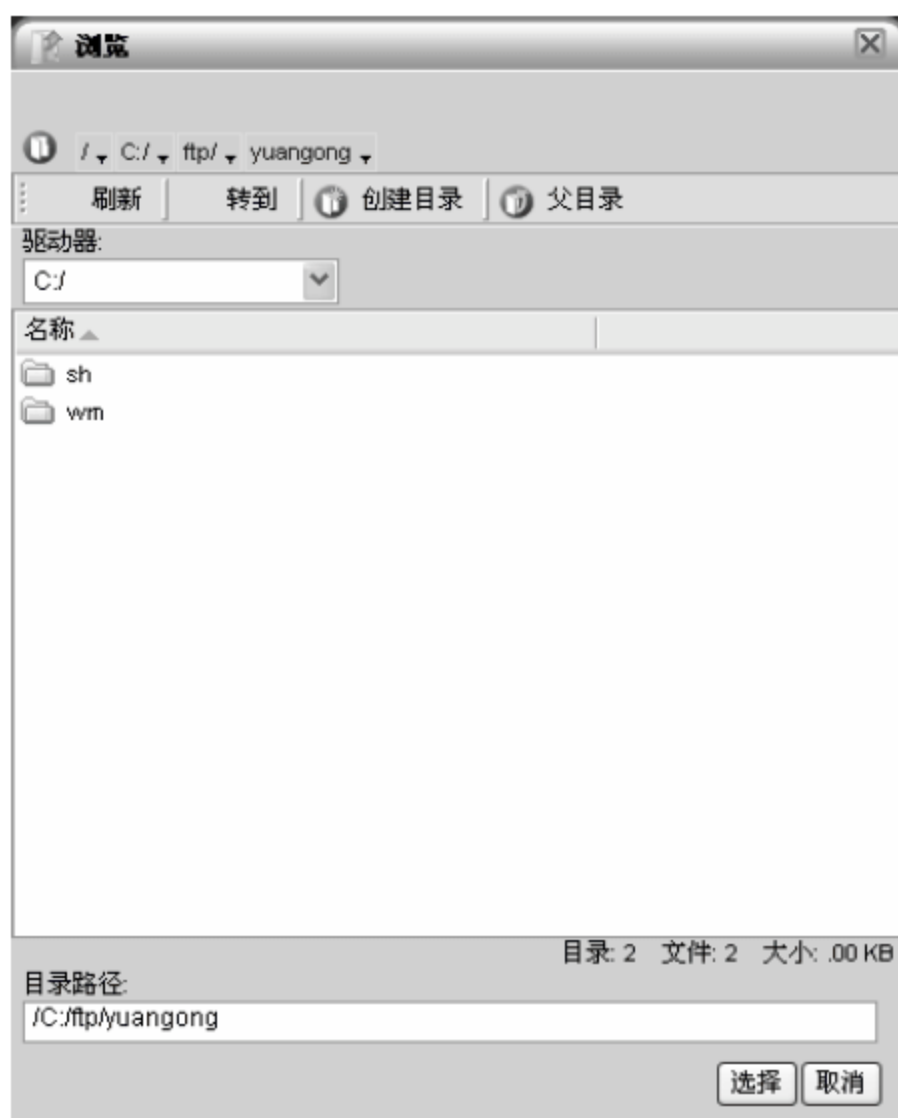 浏览
/ C:/ ftp/ yuangong
刷新 转到 创建目录 父目录
驱动器:
C:/
名称
sh
wm
目录: 2 文件: 2 大小: .00 KB
目录路径:
/C:/ftp/yuangong
选择 取消